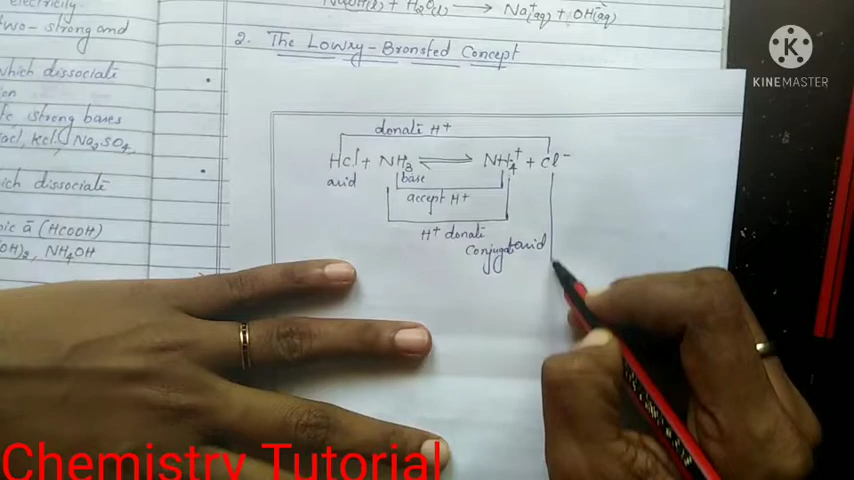 electricity
NaOH(l) + H2O(l) → Na+(aq) + OH-(aq)
two-strong and
2. The Lowry-Bronsted Concept
which dissociate
strong bases
Kcl, Na2SO4,
which dissociate
(HCOOH)
NH4OH
donate H+
Hcl + NH3 ⇌ NH4+ + cl-
acid base
accept H+
H+ donate
Conjugat acid
K
KINEMASTER
Chemistry Tutorial